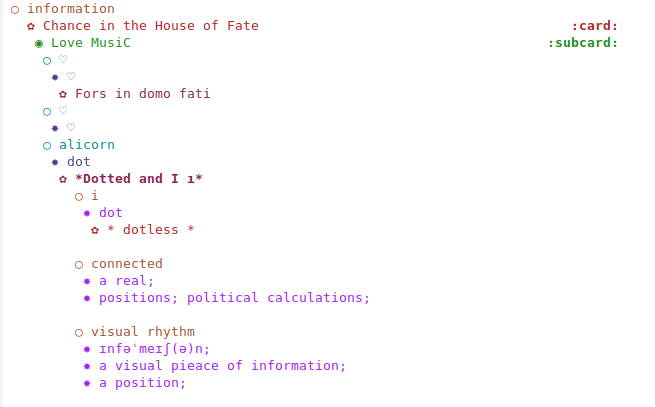 ○ information
✿ Chance in the House of Fate :card:
◉ Love MusiC :subcard:
○ ♡
✸ ♡
✿ Fors in domo fati
○ ♡
✸ ♡
○ alicorn
✸ dot
✿ *Dotted and I ı*
○ i
✸ dot
✿ * dotless *
○ connected
✸ a real;
✸ positions; political calculations;
○ visual rhythm
✸ ɪnfəˈmeɪʃ(ə)n;
✸ a visual pieace of information;
✸ a position;